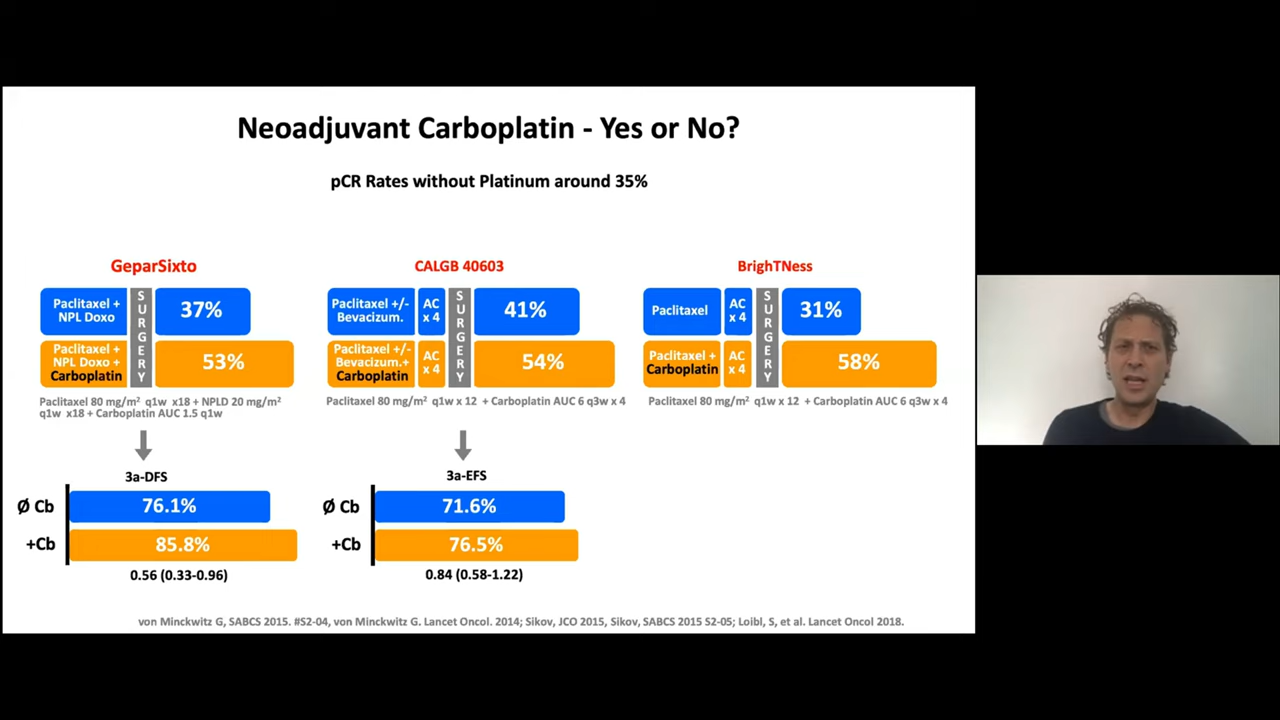 Neoadjuvant Carboplatin - Yes or No?
pCR Rates without Platinum around 35%
GeparSixto
Paclitaxel +
NPL Doxo
SURGERY
37%
Paclitaxel +
NPL Doxo +
Carboplatin
53%
Paclitaxel 80 mg/m² q1w x18 + NPLD 20 mg/m²
q1w x18 + Carboplatin AUC 1.5 q1w
CALGB 40603
Paclitaxel +/-
Bevacizum.
AC
x 4
SURGERY
41%
Paclitaxel +/-
Bevacizum.+
Carboplatin
AC
x 4
54%
Paclitaxel 80 mg/m² q1w x 12 + Carboplatin AUC 6 q3w x 4
BrighTNess
Paclitaxel
AC
x 4
SURGERY
31%
Paclitaxel +
Carboplatin
AC
x 4
58%
Paclitaxel 80 mg/m² q1w x 12 + Carboplatin AUC 6 q3w x 4
3a-DFS
Ø Cb
76.1%
+Cb
85.8%
0.56 (0.33-0.96)
3a-EFS
Ø Cb
71.6%
+Cb
76.5%
0.84 (0.58-1.22)
von Minckwitz G, SABCS 2015. #S2-04, von Minckwitz G. Lancet Oncol. 2014; Sikov, JCO 2015, Sikov, SABCS 2015 S2-05; Loibl, S, et al. Lancet Oncol 2018.